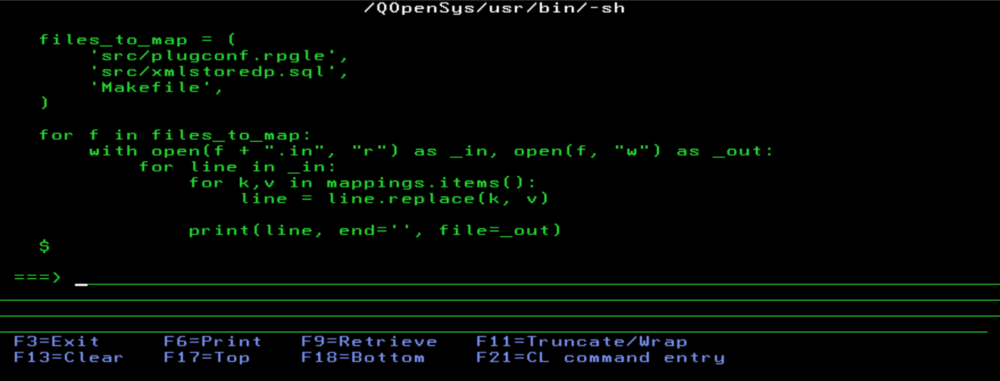 /QOpenSys/usr/bin/-sh
files_to_map = (
     'src/plugconf.rpgle',
     'src/xmlstoredp.sql',
     'Makefile',
)
for f in files_to_map:
    with open(f + ".in", "r") as _in, open(f, "w") as _out:
        for line in _in:
            for k,v in mappings.items():
                line = line.replace(k, v)
            print(line, end='', file=_out)
$
===> _
F3=Exit F6=Print F9=Retrieve F11=Truncate/Wrap
F13=Clear F17=Top F18=Bottom F21=CL command entry